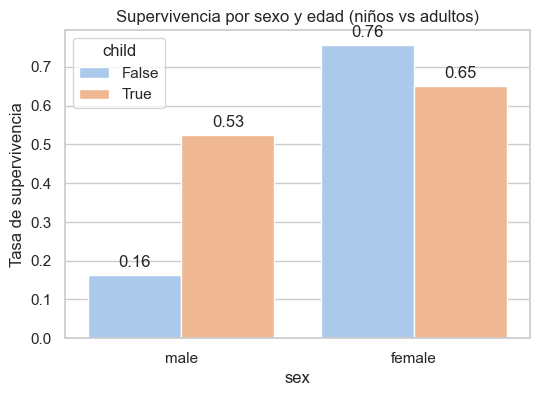 Supervivencia por sexo y edad (niños vs adultos)
child
False
True
0.76
0.65
0.53
0.16
Tasa de supervivencia
0.7
0.6
0.5
0.4
0.3
0.2
0.1
0.0
male
female
sex